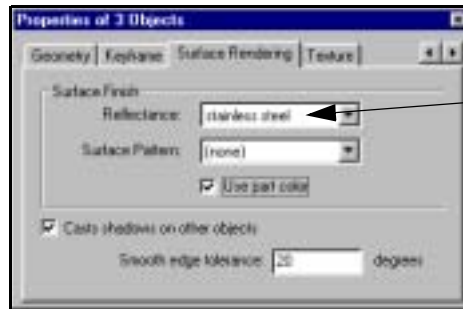 Properties of 3 Objects
Geometry Keyframe Surface Rendering Texture
Surface Finish
Reflectance: stainless steel
Surface Pattern: (none)
Use part color
Casts shadows on other objects
Smooth edge tolerance: 20 degrees